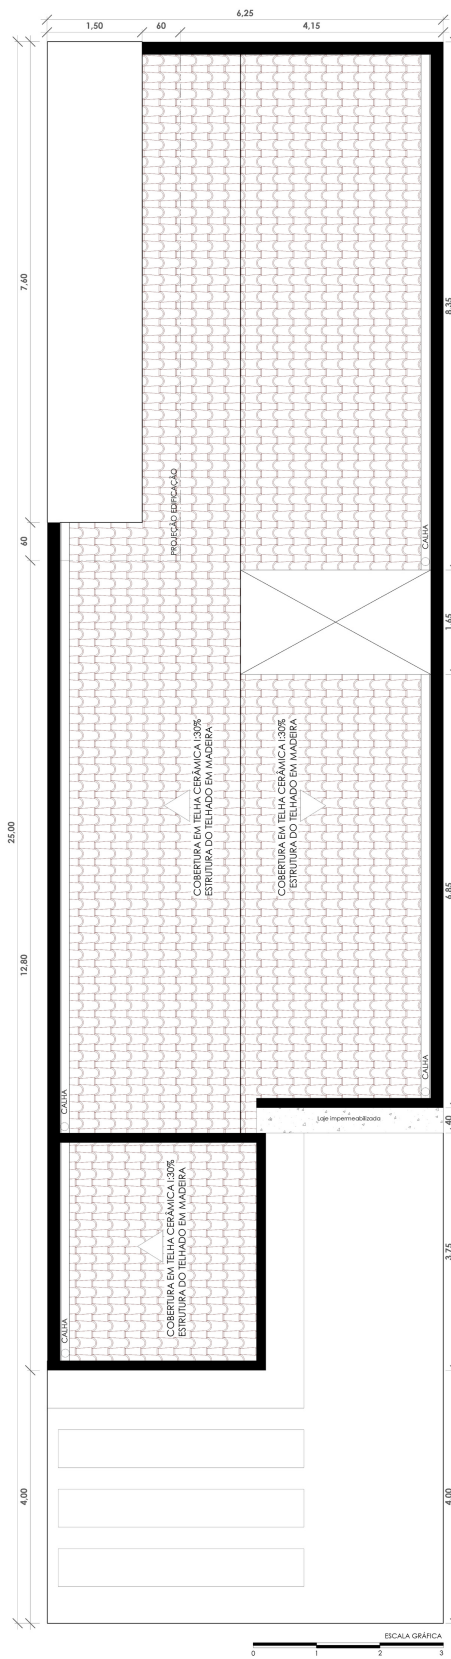 6,25
1,50
60
4,15
7,60
8,35
PROJEÇÃO EDIFICAÇÃO
60
CALHA
1,65
COBERTURA EM TELHA CERÂMICA I:30%
ESTRUTURA DO TELHADO EM MADEIRA
COBERTURA EM TELHA CERÂMICA I:30%
ESTRUTURA DO TELHADO EM MADEIRA
25,00
6,85
12,80
CALHA
CALHA
Laje Impermeabilizada
40
CALHA
COBERTURA EM TELHA CERÂMICA I:30%
ESTRUTURA DO TELHADO EM MADEIRA
3,75
4,00
4,00
ESCALA GRÁFICA
0 1 2 3